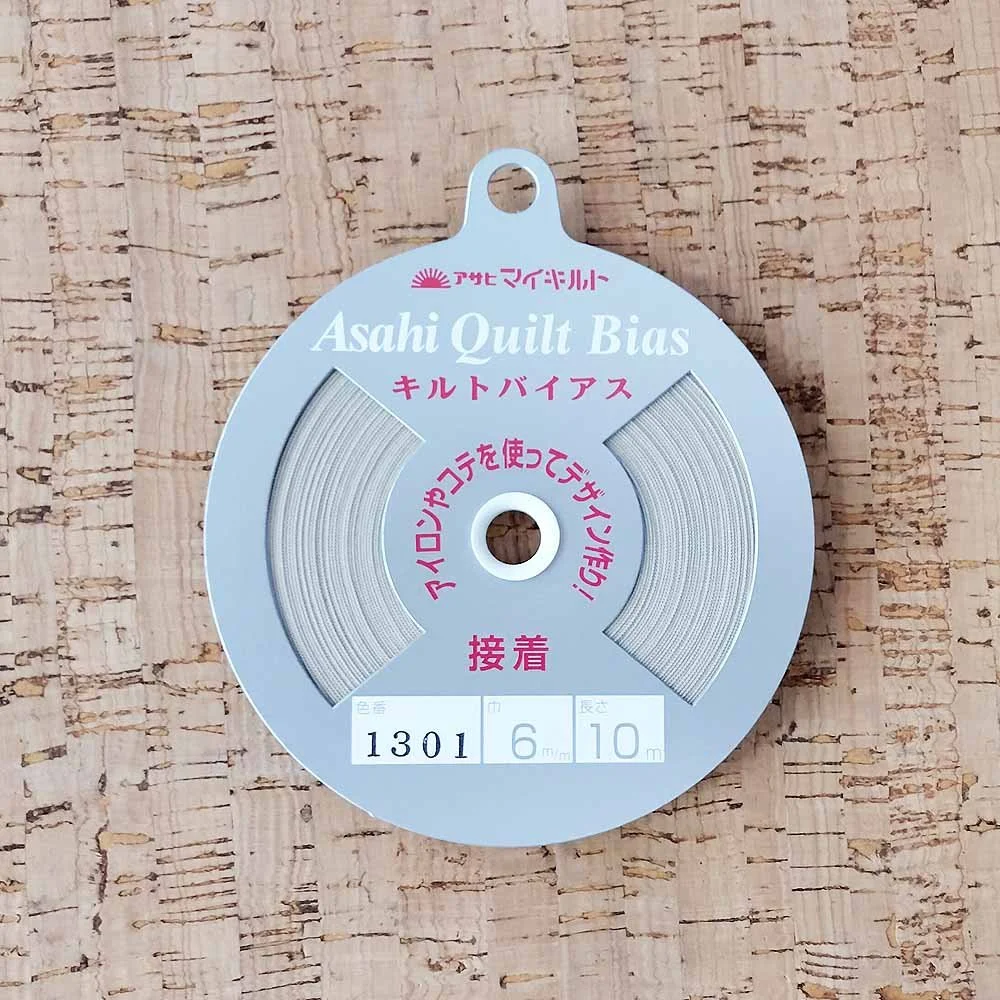 アサヒマイキルト
Asahi Quilt Bias
キルトバイアス
アイロンやコテを使ってデザイン作り!
接着
色番 巾 長さ
1301 6m/m 10m